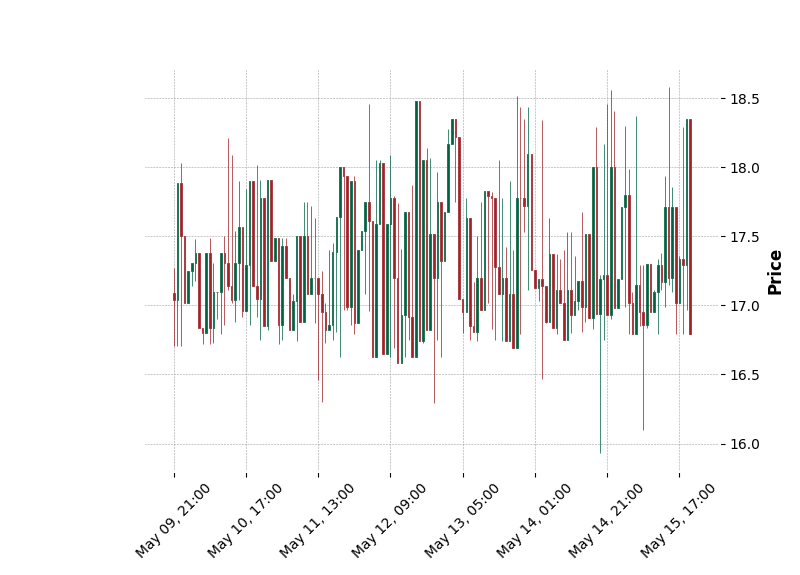 18.5
18.0
17.5
17.0
16.5
16.0
Price
May 09, 21:00
May 10, 17:00
May 11, 13:00
May 12, 09:00
May 13, 05:00
May 14, 01:00
May 14, 21:00
May 15, 17:00